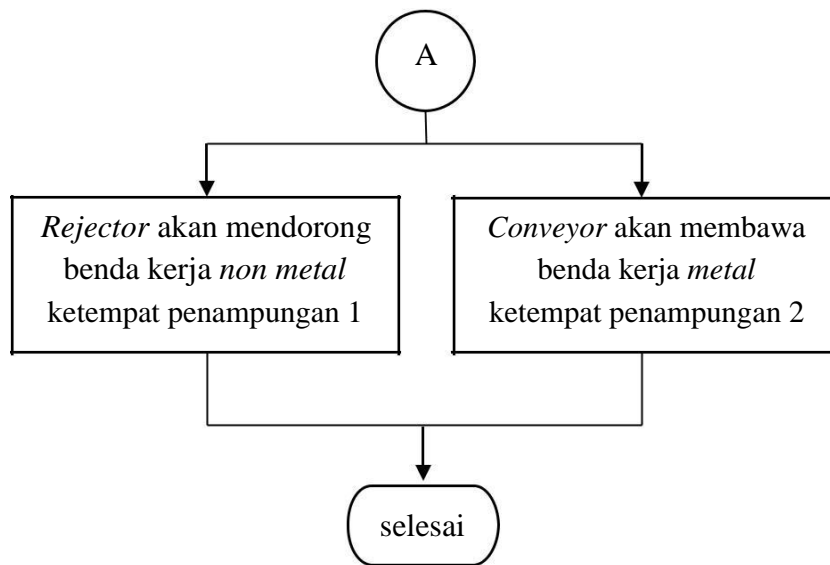 A
Rejector akan mendorong
benda kerja non metal
ketempat penampungan 1
Conveyor akan membawa
benda kerja metal
ketempat penampungan 2
selesai